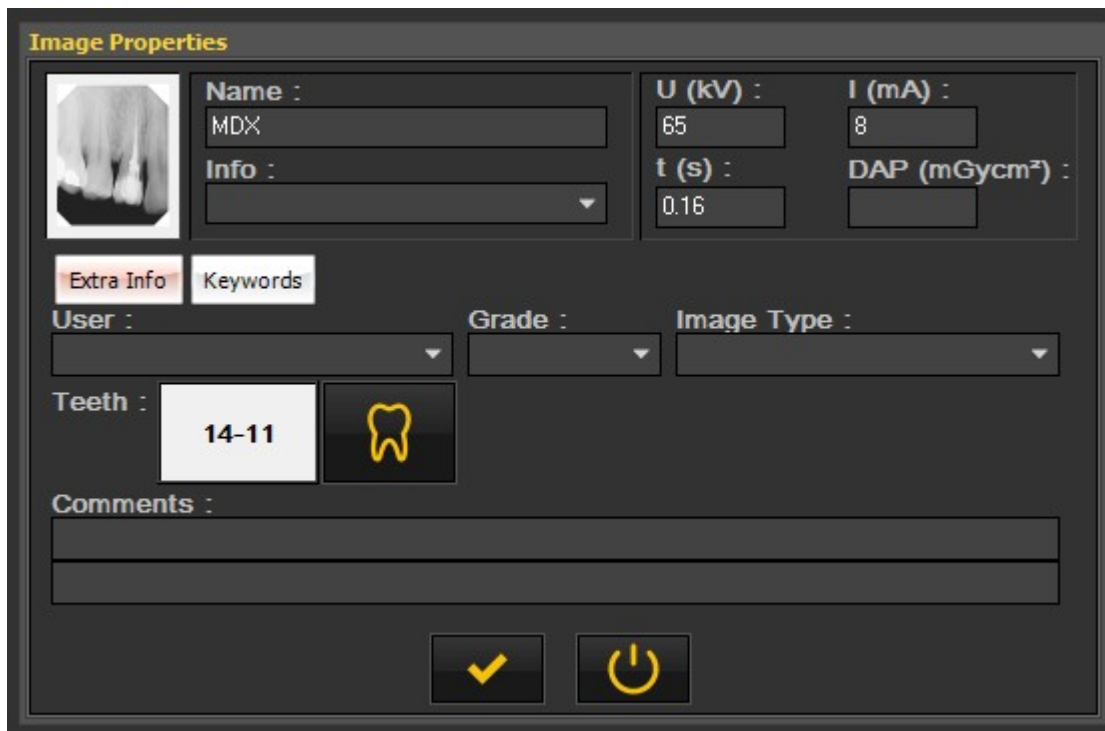 Image Properties
Name :
MDX
Info :
U (kV) :
65
I (mA) :
8
t (s) :
0.16
DAP (mGycm²) :
Extra Info
Keywords
User :
Grade :
Image Type :
Teeth :
14-11
Comments :